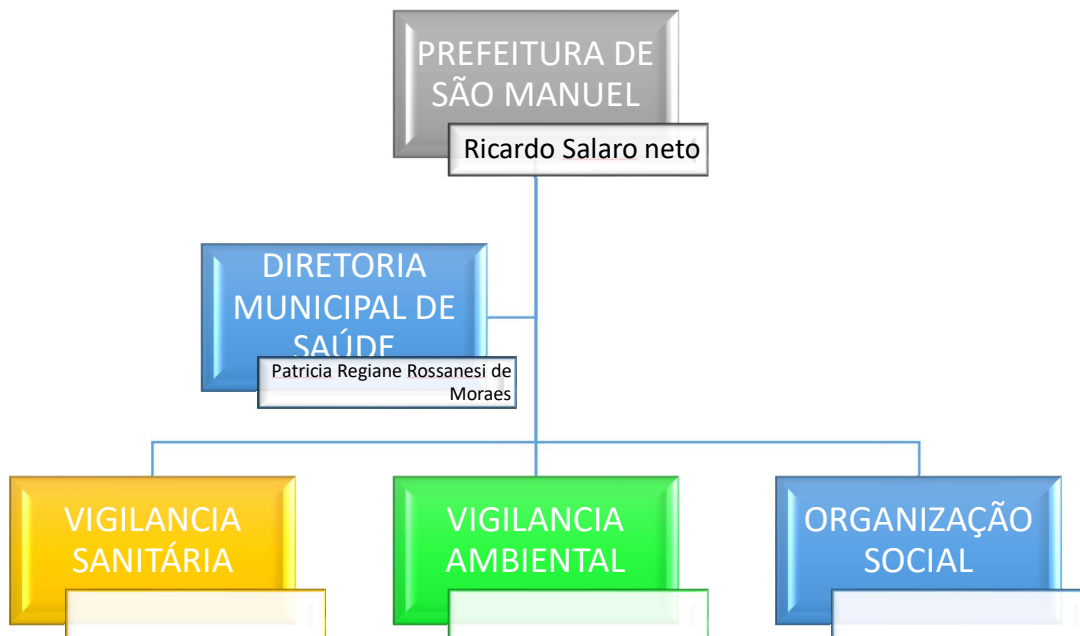 PREFEITURA DE
SÃO MANUEL
Ricardo Salaro neto
DIRETORIA
MUNICIPAL DE
SAÚDE
Patricia Regiane Rossanesi de
Moraes
VIGILANCIA
SANITÁRIA
VIGILANCIA
AMBIENTAL
ORGANIZAÇÃO
SOCIAL